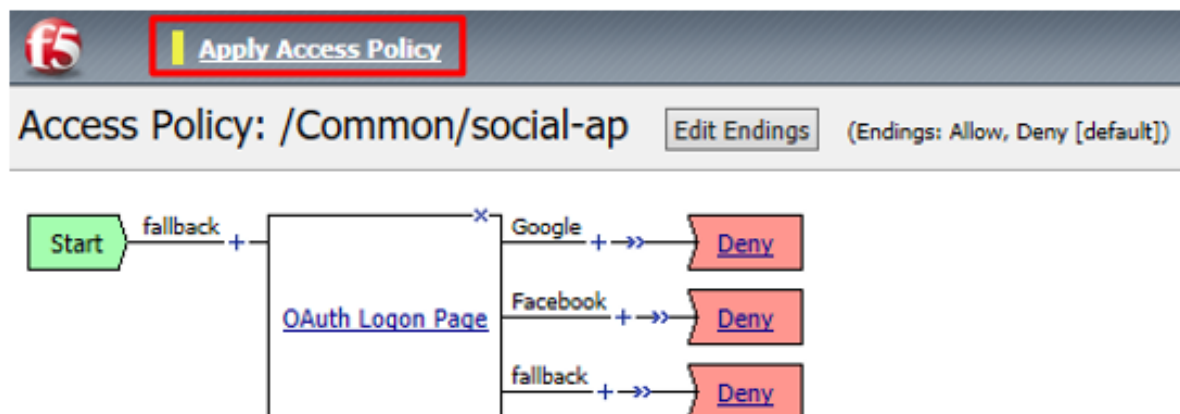 f5
Apply Access Policy
Access Policy: /Common/social-ap Edit Endings (Endings: Allow, Deny [default])
Start fallback + OAuth Logon Page × Google + Deny
Facebook + Deny
fallback + Deny